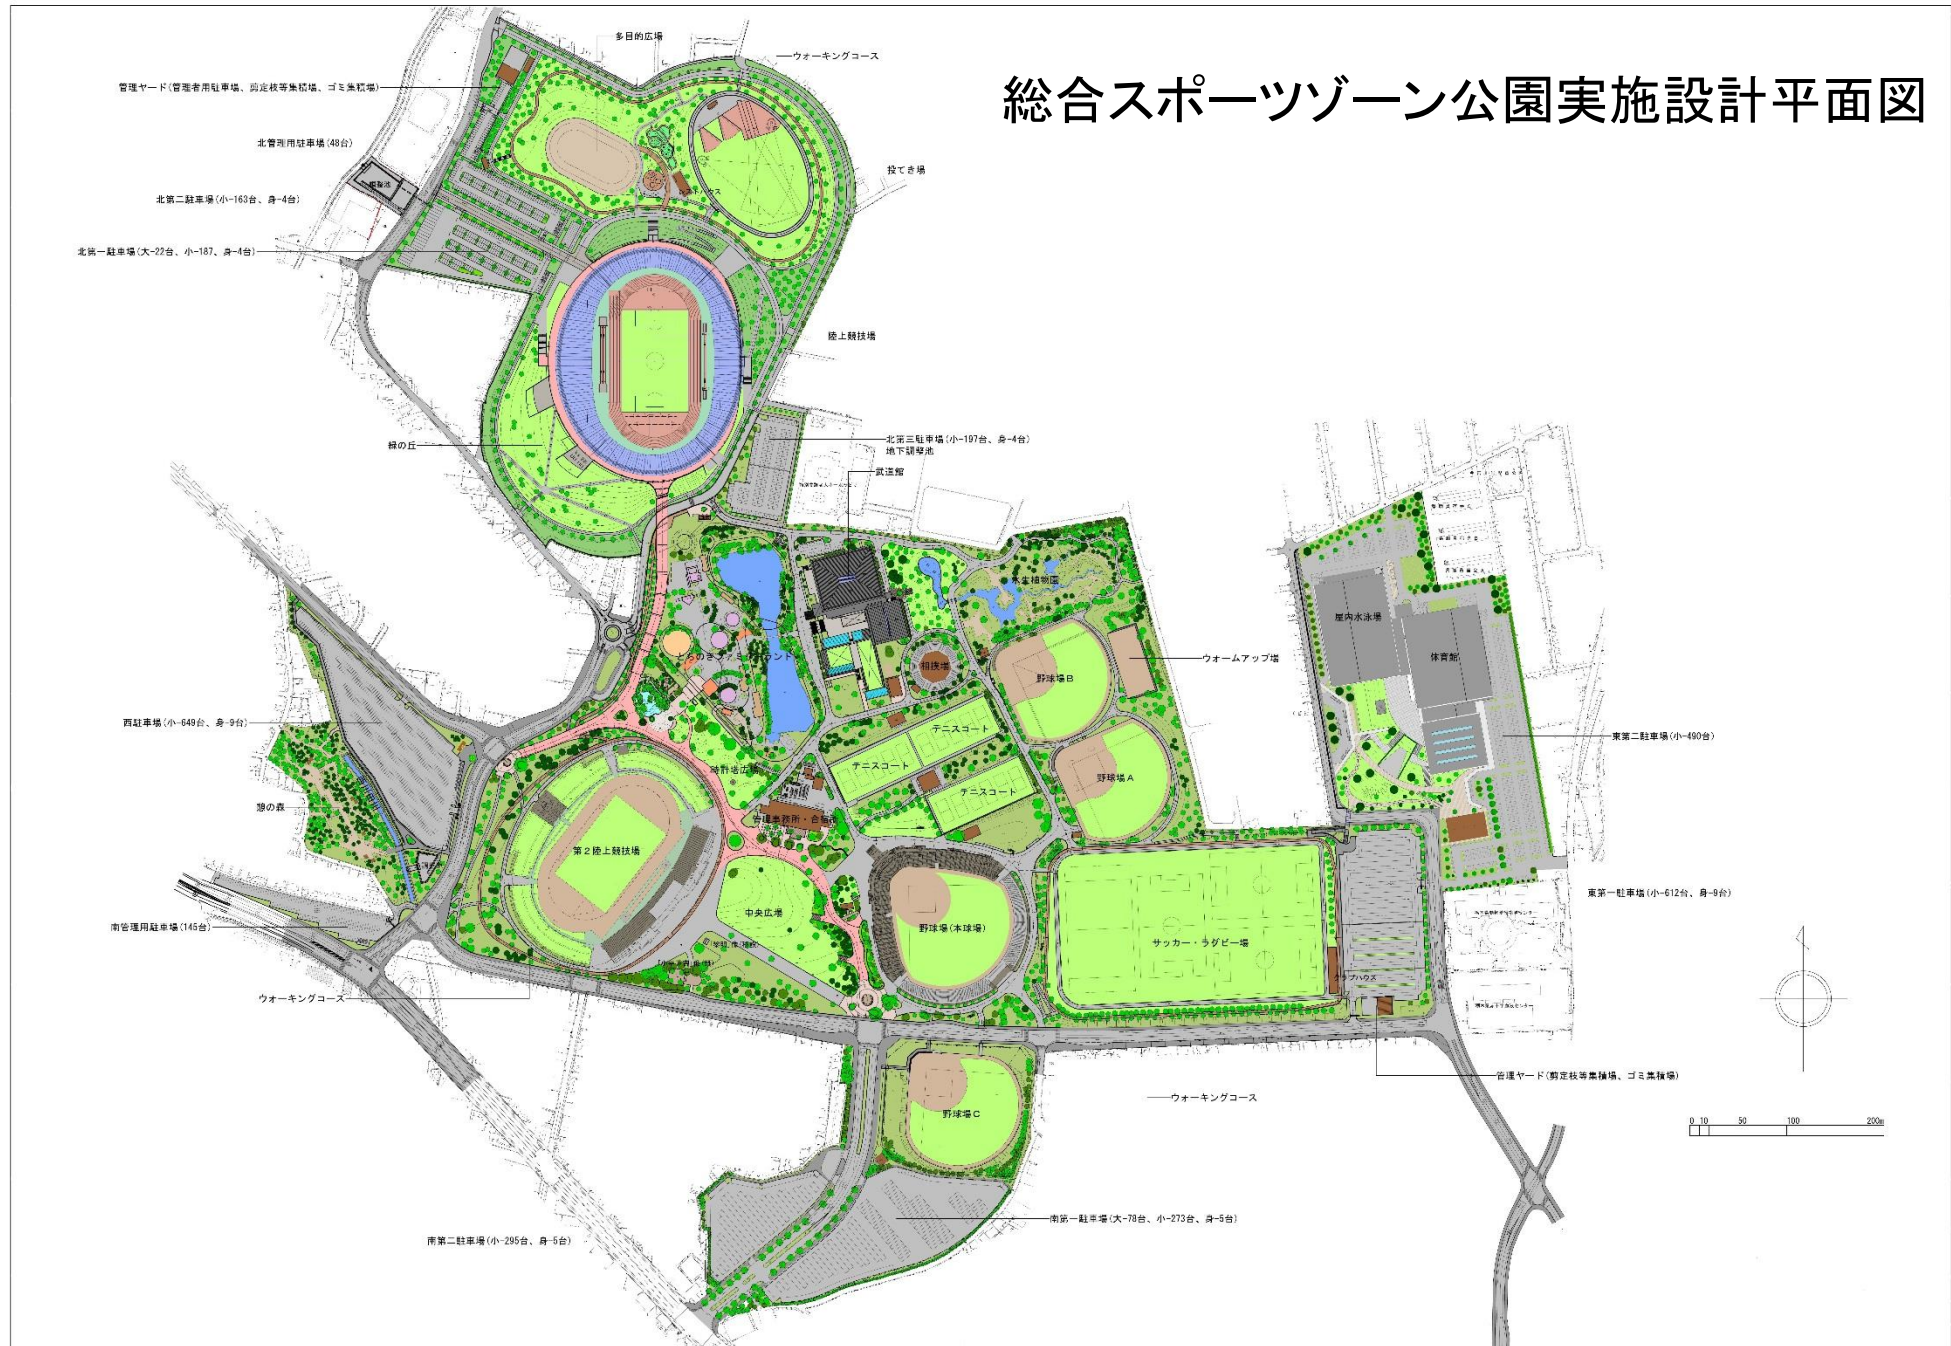 総合スポーツゾーン公園実施設計平面図
多目的広場
ウォーキングコース
管理ヤード(管理者用駐車場、剪定枝等集積場、ゴミ集積場)
北管理用駐車場(48台)
調整池
投てき場
北第二駐車場(小-163台、身-4台)
北第一駐車場(大-22台、小-187、身-4台)
陸上競技場
緑の丘
北第三駐車場(小-197台、身-4台)
地下調整池
武道館
水生植物園
屋内水泳場
体育館
相撲場
野球場B
ウォームアップ場
西駐車場(小-649台、身-9台)
テニスコート
テニスコート
テニスコート
東第二駐車場(小-490台)
時計塔広場
野球場A
憩の森
管理事務所・合宿所
第2陸上競技場
東第一駐車場(小-612台、身-9台)
中央広場
南管理用駐車場(145台)
野球場(本球場)
サッカー・ラグビー場
クラブハウス
ウォーキングコース
管理ヤード(剪定枝等集積場、ゴミ集積場)
ウォーキングコース
野球場C
0 10 50 100 200m
南第一駐車場(大-78台、小-273台、身-5台)
南第二駐車場(小-295台、身-5台)